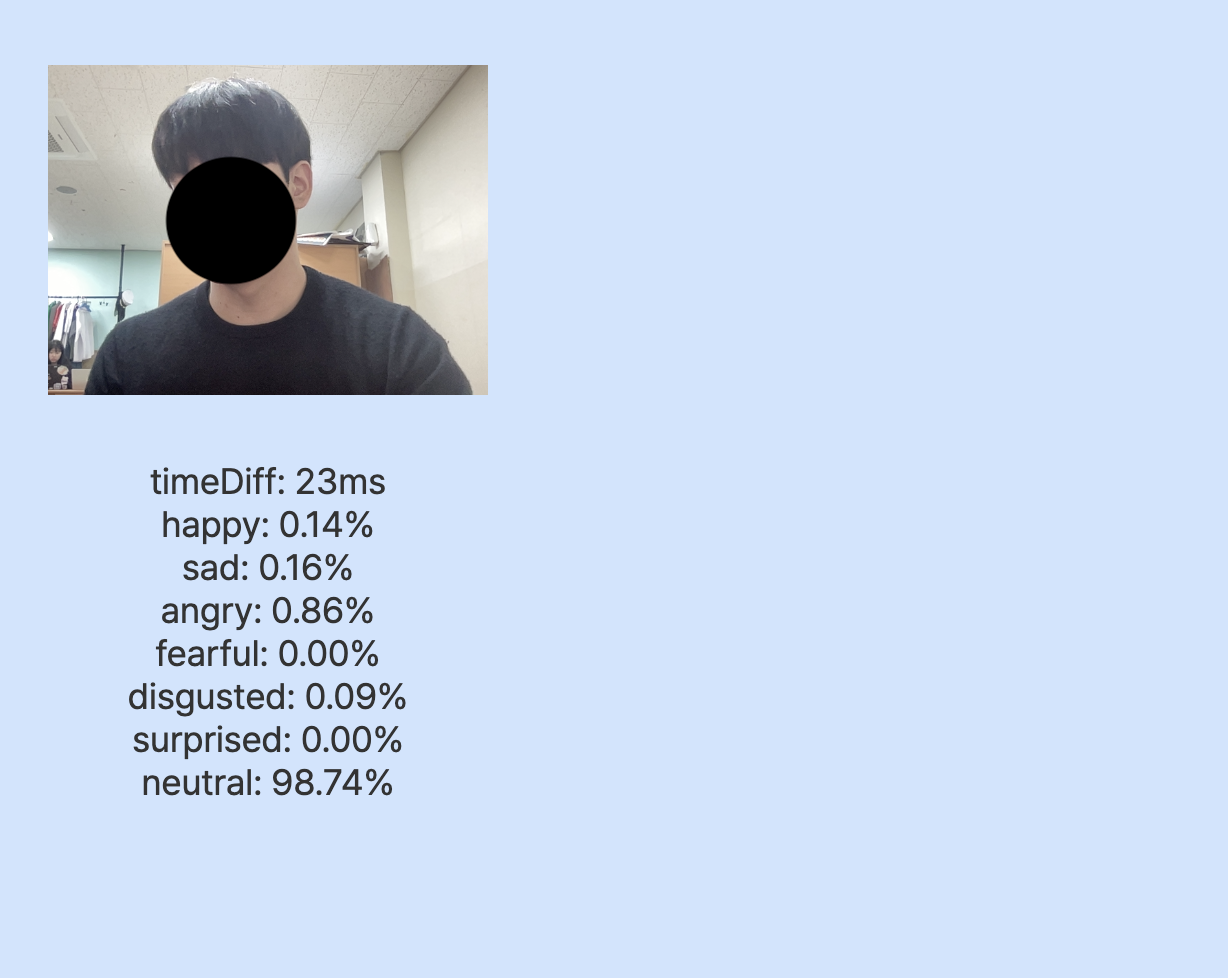 timeDiff: 23ms
happy: 0.14%
sad: 0.16%
angry: 0.86%
fearful: 0.00%
disgusted: 0.09%
surprised: 0.00%
neutral: 98.74%